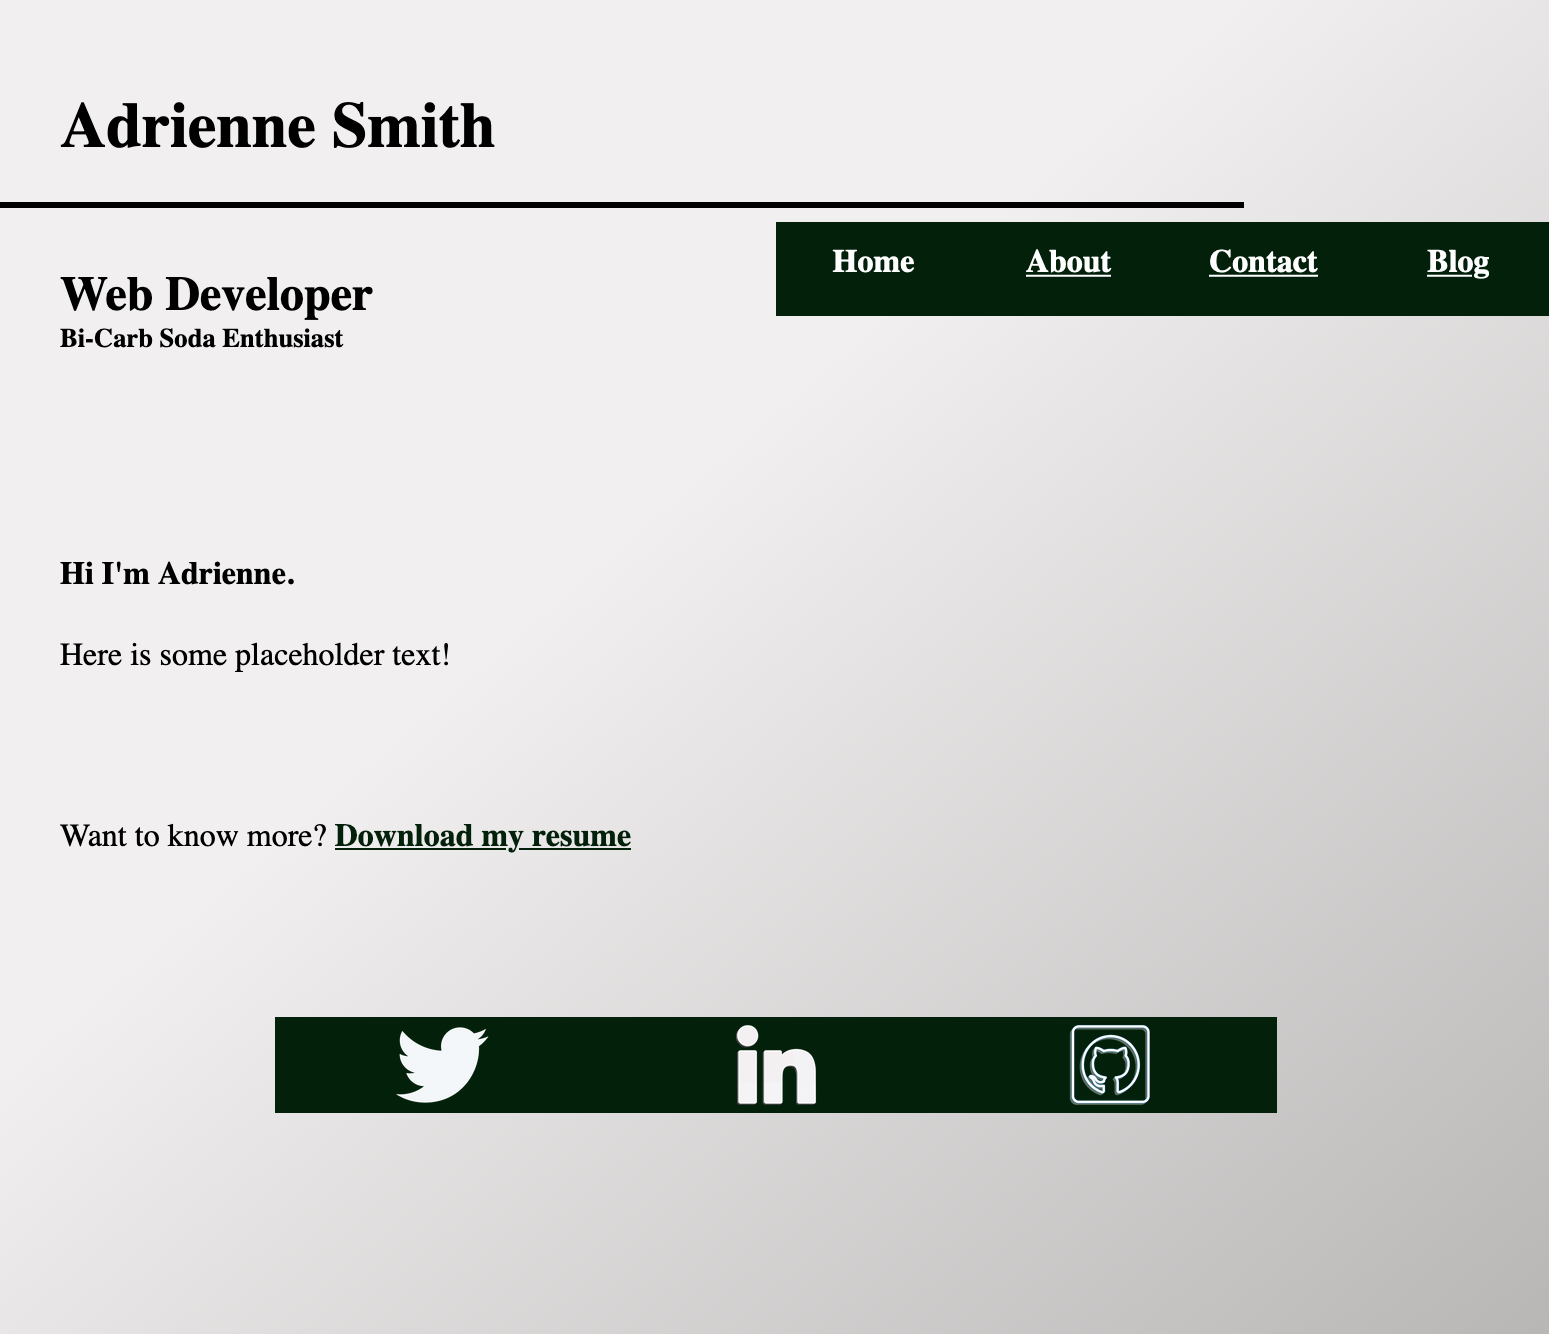 Adrienne Smith
Home About Contact Blog
Web Developer
Bi-Carb Soda Enthusiast
Hi I'm Adrienne.
Here is some placeholder text!
Want to know more? Download my resume
in